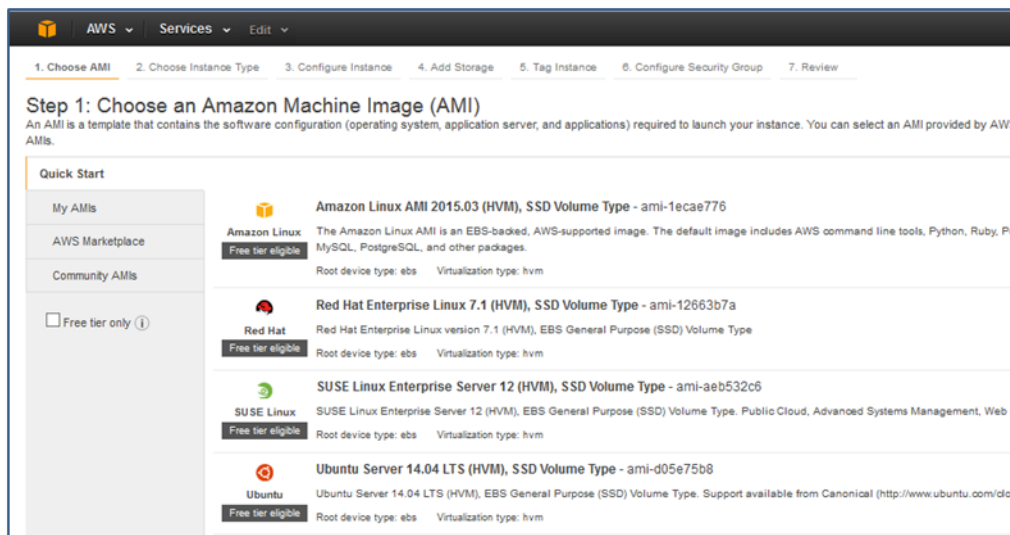 AWS Services Edit
1. Choose AMI 2. Choose Instance Type 3. Configure Instance 4. Add Storage 5. Tag Instance 6. Configure Security Group 7. Review
Step 1: Choose an Amazon Machine Image (AMI)
An AMI is a template that contains the software configuration (operating system, application server, and applications) required to launch your instance. You can select an AMI provided by AWS
AMIs.
Quick Start
My AMIs
AWS Marketplace
Community AMIs
Free tier only
Amazon Linux
Free tier eligible
Amazon Linux AMI 2015.03 (HVM), SSD Volume Type - ami-1ecae776
The Amazon Linux AMI is an EBS-backed, AWS-supported image. The default image includes AWS command line tools, Python, Ruby,
MySQL, PostgreSQL, and other packages.
Root device type: ebs Virtualization type: hvm
Red Hat
Free tier eligible
Red Hat Enterprise Linux 7.1 (HVM), SSD Volume Type - ami-12663b7a
Red Hat Enterprise Linux version 7.1 (HVM), EBS General Purpose (SSD) Volume Type
Root device type: ebs Virtualization type: hvm
SUSE Linux
Free tier eligible
SUSE Linux Enterprise Server 12 (HVM), SSD Volume Type - ami-aeb532c6
SUSE Linux Enterprise Server 12 (HVM), EBS General Purpose (SSD) Volume Type. Public Cloud, Advanced Systems Management, Web
Root device type: ebs Virtualization type: hvm
Ubuntu
Free tier eligible
Ubuntu Server 14.04 LTS (HVM), SSD Volume Type - ami-d05e75b8
Ubuntu Server 14.04 LTS (HVM), EBS General Purpose (SSD) Volume Type. Support available from Canonical (http://www.ubuntu.com/clo
Root device type: ebs Virtualization type: hvm